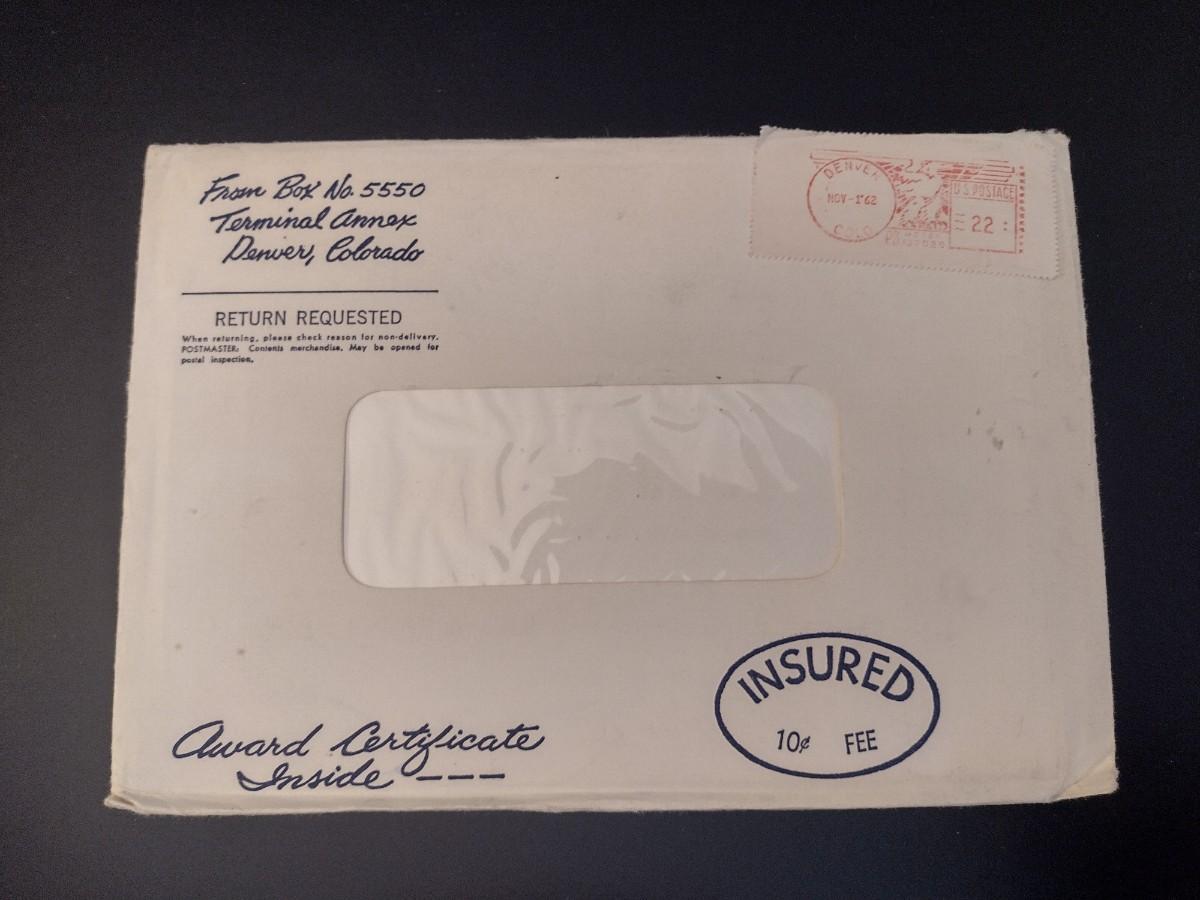 From Box No. 5550
Terminal Annex
Denver, Colorado
RETURN REQUESTED
When returning, please check reason for non-delivery.
POSTMASTER: Contents merchandise. May be opened for
postal inspection.
DENVER
NOV-1'62
COLO
U.S. POSTAGE
22
INSURED
10¢ FEE
Award Certificate
Inside ---